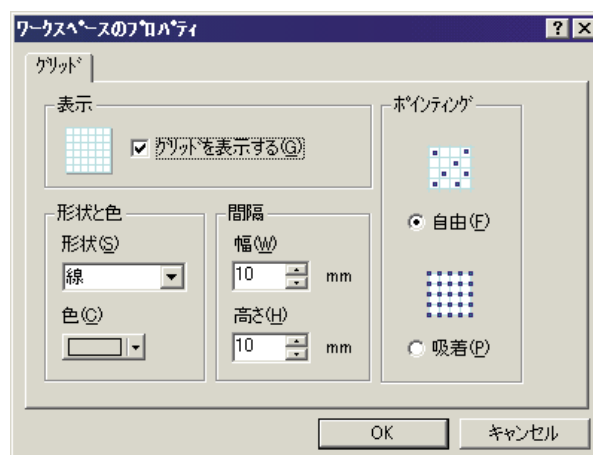 ワークスペースのプロパティ
グリッド
表示
グリッドを表示する(G)
形状と色
形状(S)
線
色(C)
間隔
幅(W)
10 mm
高さ(H)
10 mm
ポインティング
自由(F)
吸着(P)
OK
キャンセル